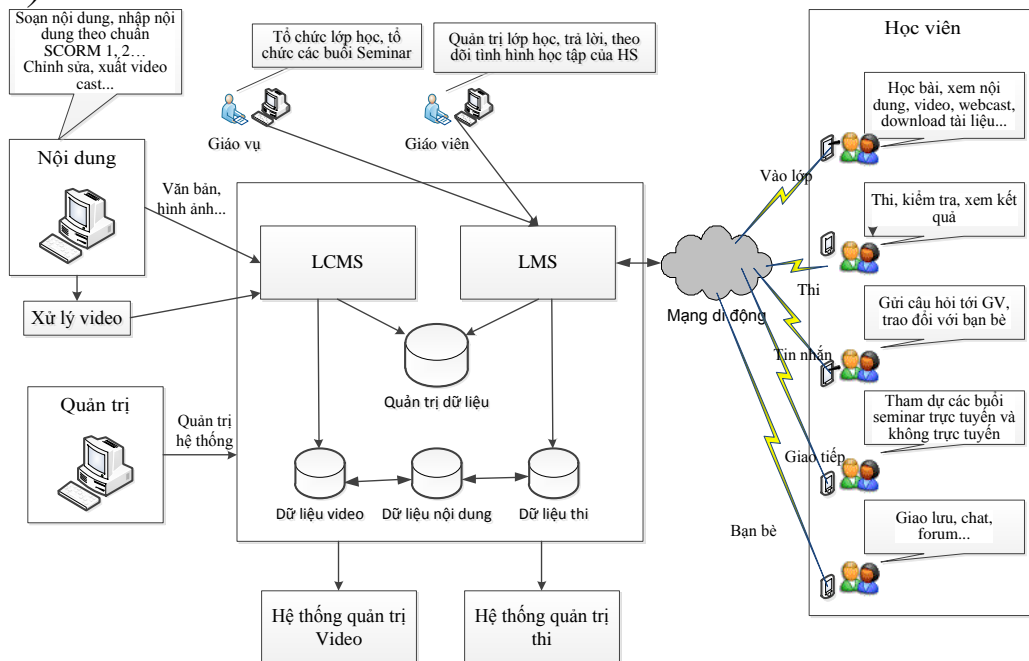 Soạn nội dung, nhập nội
dung theo chuẩn
SCORM 1, 2…
Chỉnh sửa, xuất video
cast...
Tổ chức lớp học, tổ
chức các buổi Seminar
Quản trị lớp học, trả lời, theo
dõi tình hình học tập của HS
Giáo vụ
Giáo viên
Nội dung
Văn bản,
hình ảnh...
Xử lý video
Quản trị
Quản trị
hệ thống
LCMS
LMS
Quản trị dữ liệu
Dữ liệu video
Dữ liệu nội dung
Dữ liệu thi
Hệ thống quản trị
Video
Hệ thống quản trị
thi
Mạng di động
Vào lớp
Thi
Tin nhắn
Giao tiếp
Bạn bè
Học viên
Học bài, xem nội
dung, video, webcast,
download tài liệu...
Thi, kiểm tra, xem kết
quả
Gửi câu hỏi tới GV,
trao đổi với bạn bè
Tham dự các buổi
seminar trực tuyến và
không trực tuyến
Giao lưu, chat,
forum...